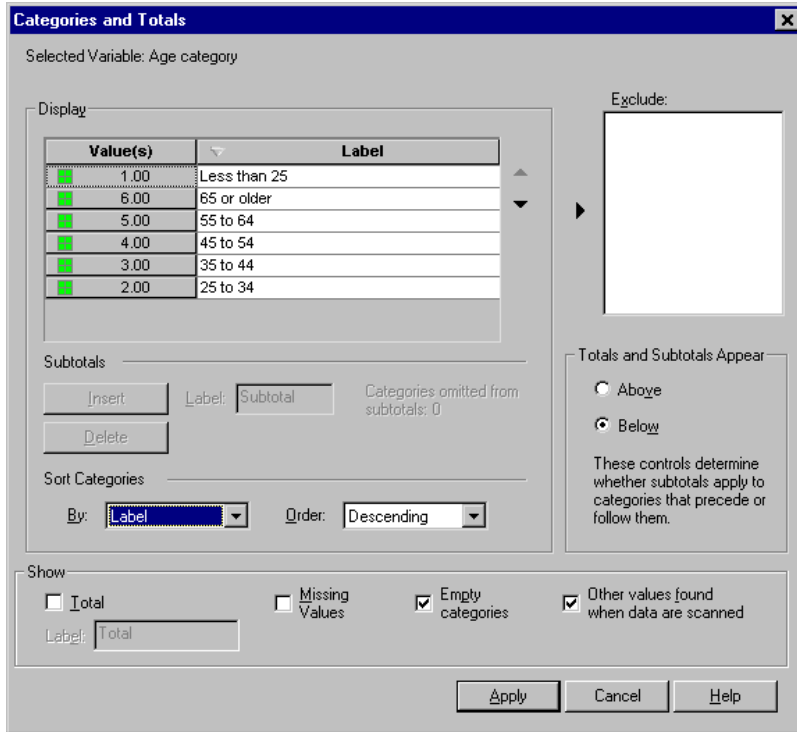 Categories and Totals
Selected Variable: Age category
Display
Value(s) Label
1.00 Less than 25
6.00 65 or older
5.00 55 to 64
4.00 45 to 54
3.00 35 to 44
2.00 25 to 34
Exclude:
Subtotals
Insert Label: Subtotal
Categories omitted from
subtotals: 0
Delete
Sort Categories
By: Label Order: Descending
Totals and Subtotals Appear
Above
Below
These controls determine
whether subtotals apply to
categories that precede or
follow them.
Show
Total
Label: Total
Missing
Values
Empty
categories
Other values found
when data are scanned
Apply Cancel Help